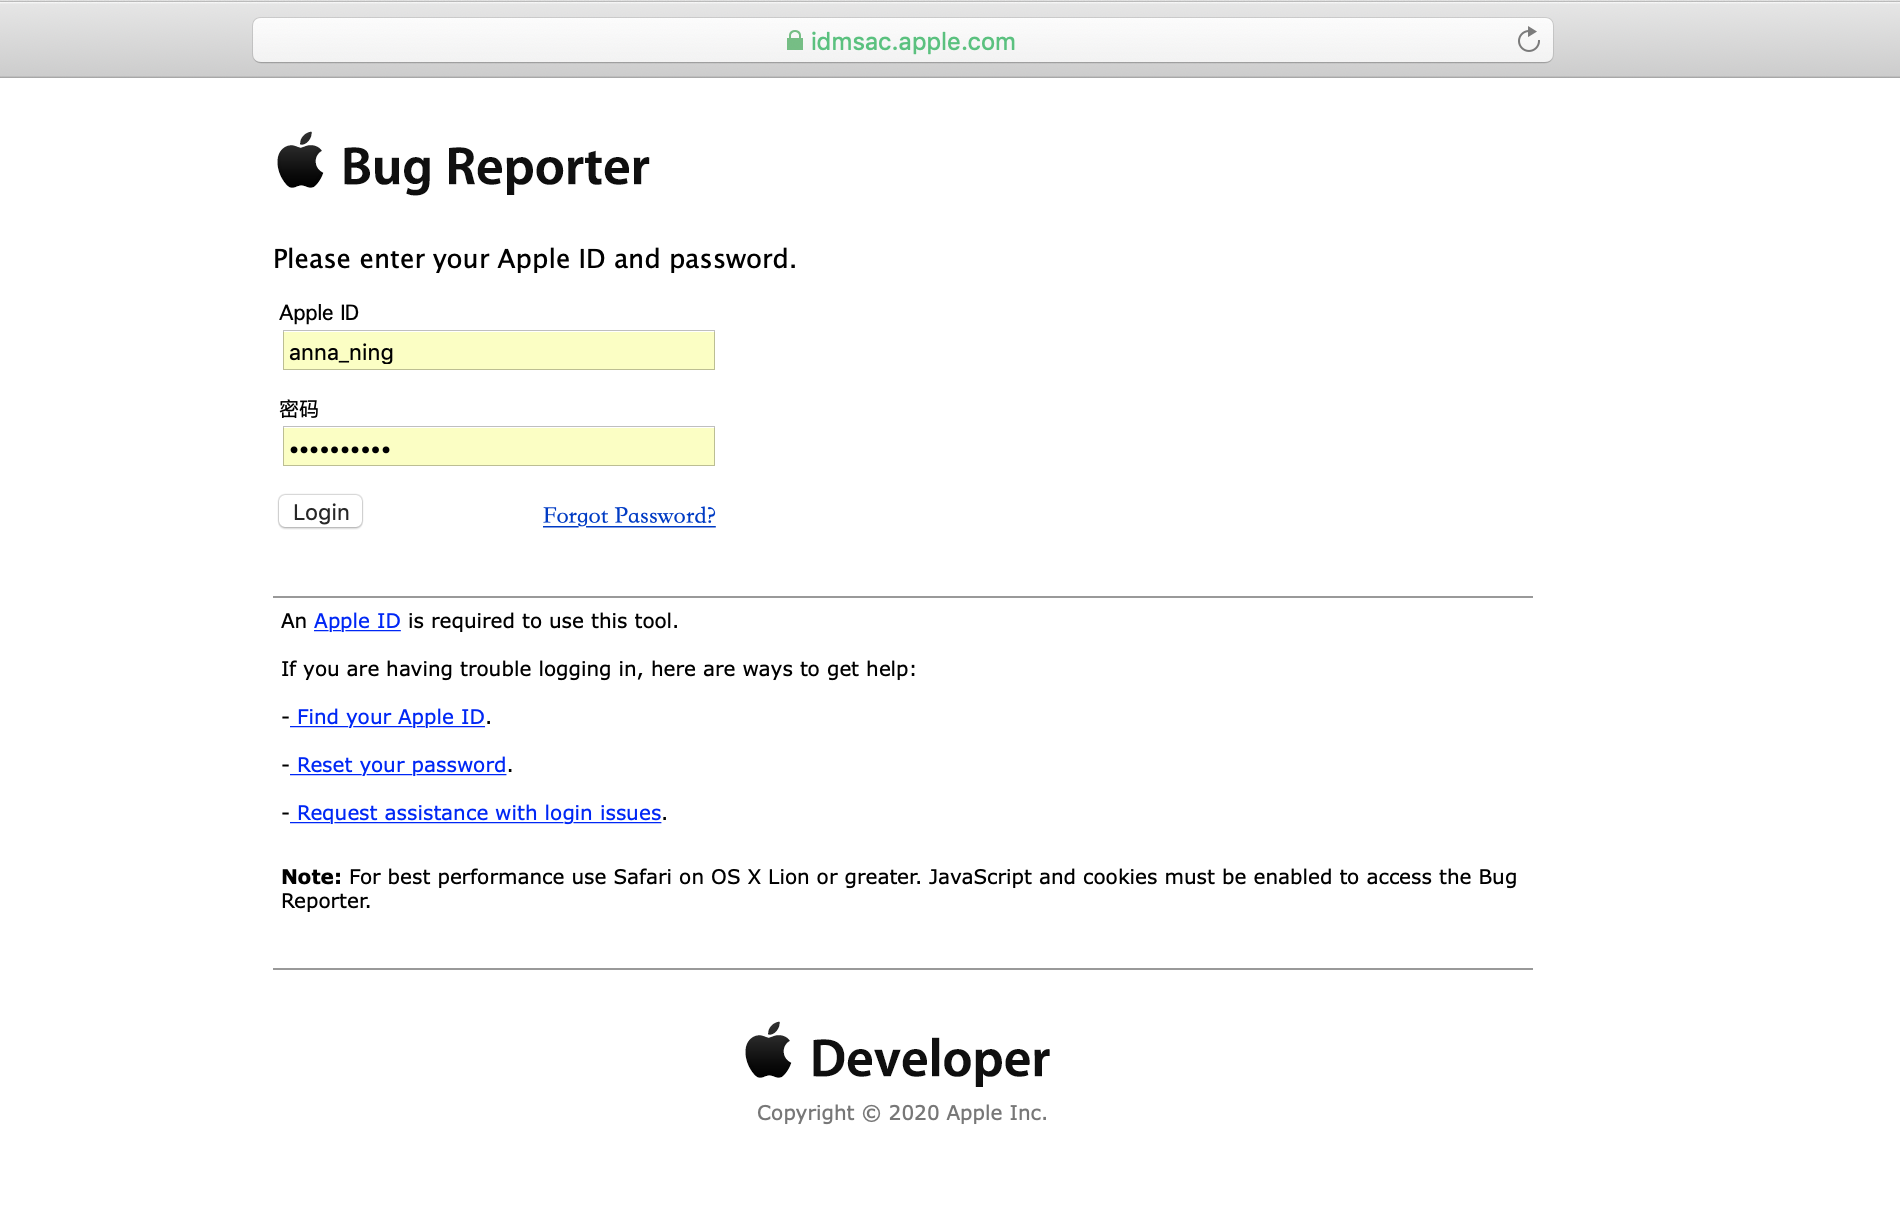 idmsac.apple.com
Bug Reporter
Please enter your Apple ID and password.
Apple ID
anna_ning
密码
••••••••••
Login
Forgot Password?
An Apple ID is required to use this tool.
If you are having trouble logging in, here are ways to get help:
- Find your Apple ID.
- Reset your password.
- Request assistance with login issues.
Note: For best performance use Safari on OS X Lion or greater. JavaScript and cookies must be enabled to access the Bug
Reporter.
Developer
Copyright © 2020 Apple Inc.